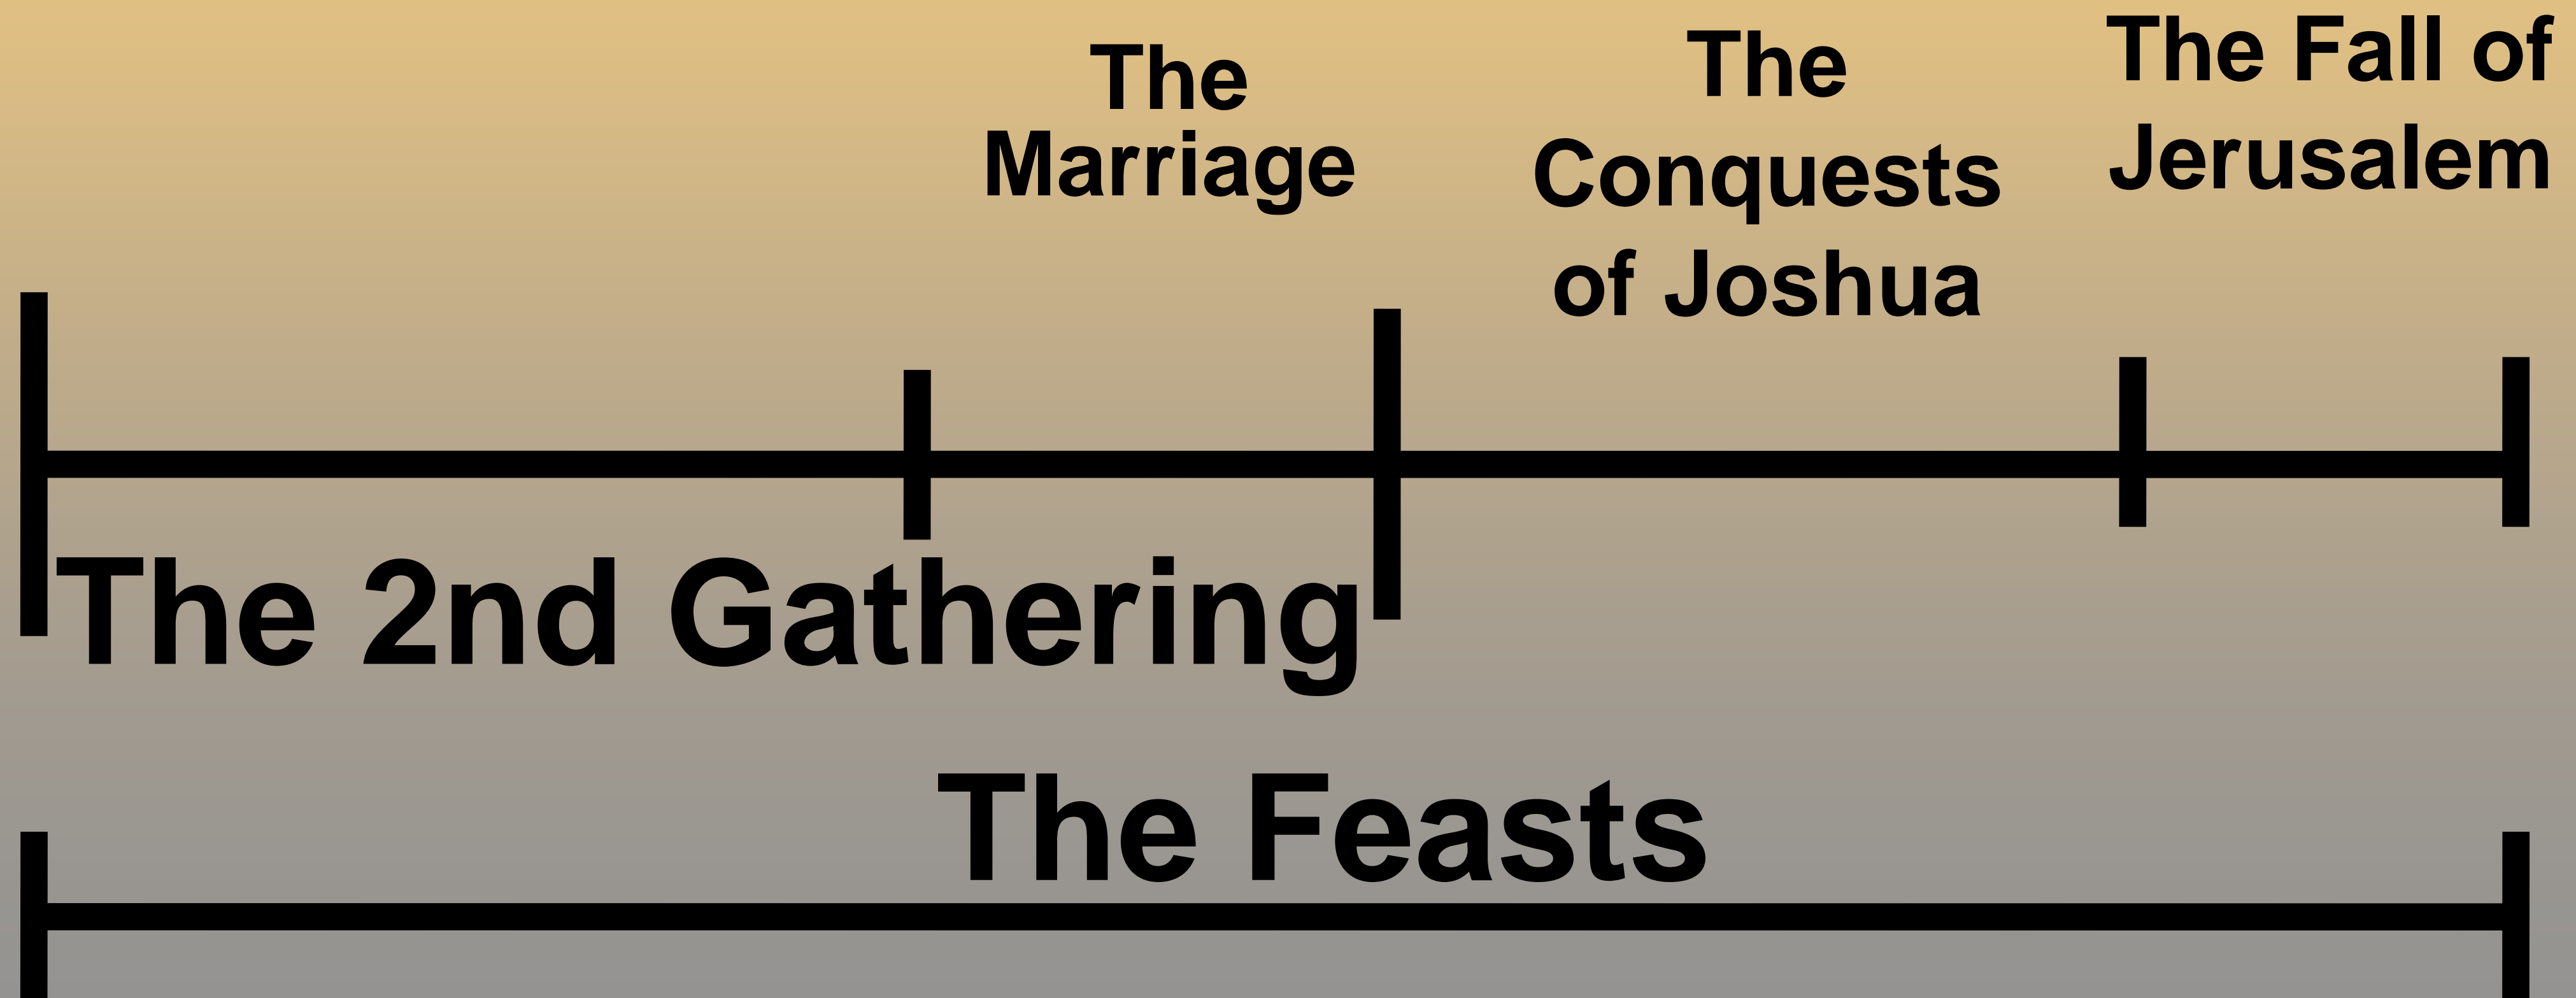 The
Marriage
The
Conquests
of Joshua
The Fall of
Jerusalem
The 2nd Gathering
The Feasts